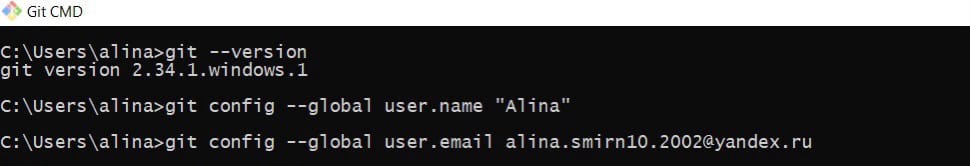 Git CMD
C:\Users\alina>git --version
git version 2.34.1.windows.1
C:\Users\alina>git config --global user.name "Alina"
C:\Users\alina>git config --global user.email alina.smirn10.2002@yandex.ru